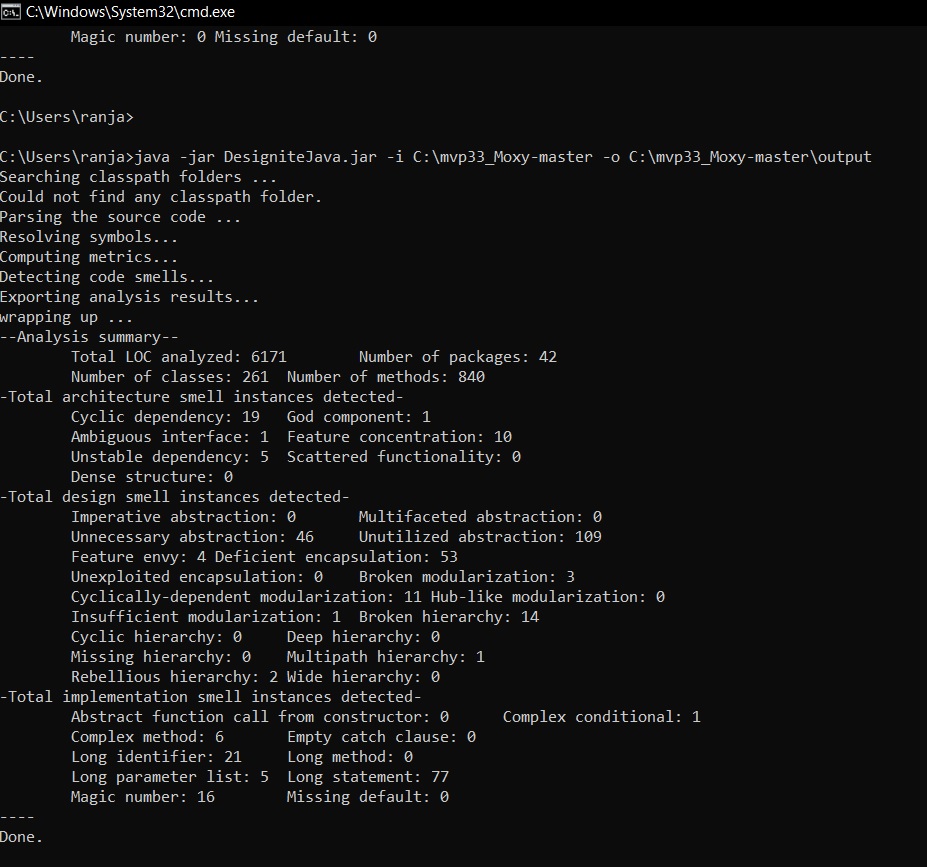 C:\Windows\System32\cmd.exe
Magic number: 0 Missing default: 0
----
Done.
C:\Users\ranja>
C:\Users\ranja>java -jar DesigniteJava.jar -i C:\mvp33_Moxy-master -o C:\mvp33_Moxy-master\output
Searching classpath folders ...
Could not find any classpath folder.
Parsing the source code ...
Resolving symbols...
Computing metrics...
Detecting code smells...
Exporting analysis results...
wrapping up ...
--Analysis summary--
Total LOC analyzed: 6171 Number of packages: 42
Number of classes: 261 Number of methods: 840
-Total architecture smell instances detected-
Cyclic dependency: 19 God component: 1
Ambiguous interface: 1 Feature concentration: 10
Unstable dependency: 5 Scattered functionality: 0
Dense structure: 0
-Total design smell instances detected-
Imperative abstraction: 0 Multifaceted abstraction: 0
Unnecessary abstraction: 46 Unutilized abstraction: 109
Feature envy: 4 Deficient encapsulation: 53
Unexploited encapsulation: 0 Broken modularization: 3
Cyclically-dependent modularization: 11 Hub-like modularization: 0
Insufficient modularization: 1 Broken hierarchy: 14
Cyclic hierarchy: 0 Deep hierarchy: 0
Missing hierarchy: 0 Multipath hierarchy: 1
Rebellious hierarchy: 2 Wide hierarchy: 0
-Total implementation smell instances detected-
Abstract function call from constructor: 0 Complex conditional: 1
Complex method: 6 Empty catch clause: 0
Long identifier: 21 Long method: 0
Long parameter list: 5 Long statement: 77
Magic number: 16 Missing default: 0
----
Done.